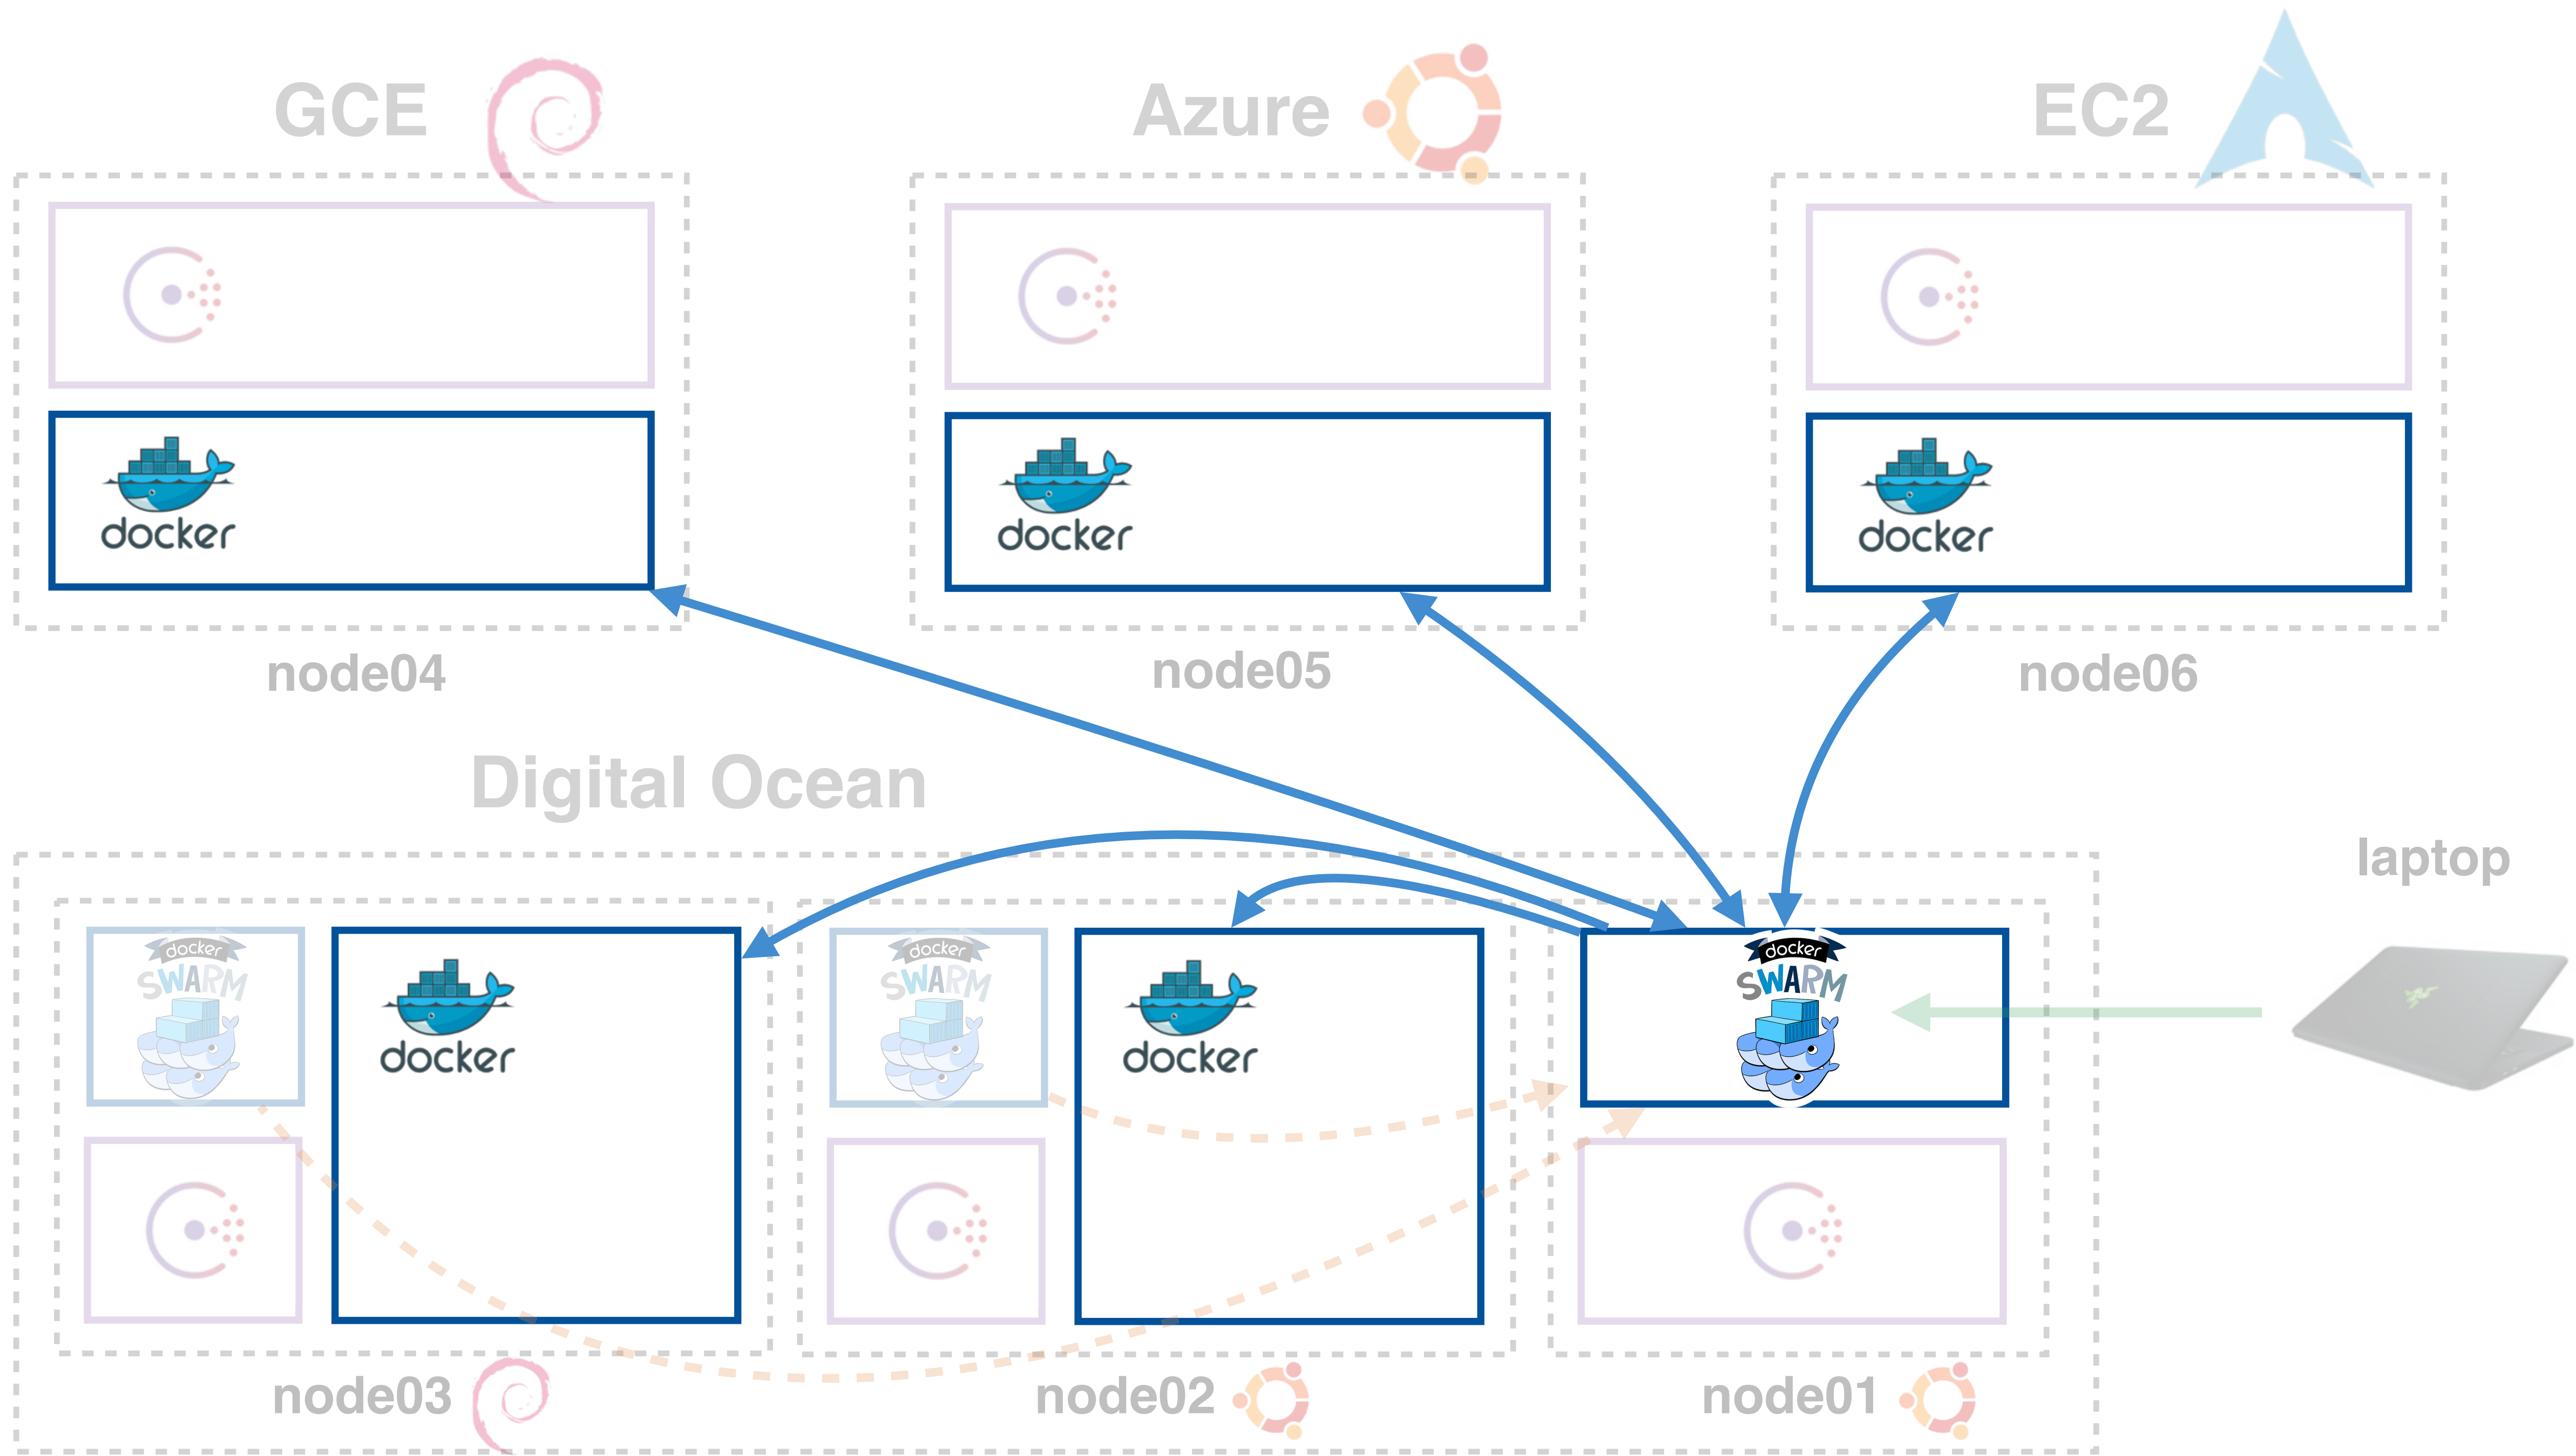 GCE
Azure
EC2
docker
docker
docker
node04
node05
node06
Digital Ocean
laptop
docker
SWARM
docker
docker
SWARM
docker
docker
SWARM
node03
node02
node01